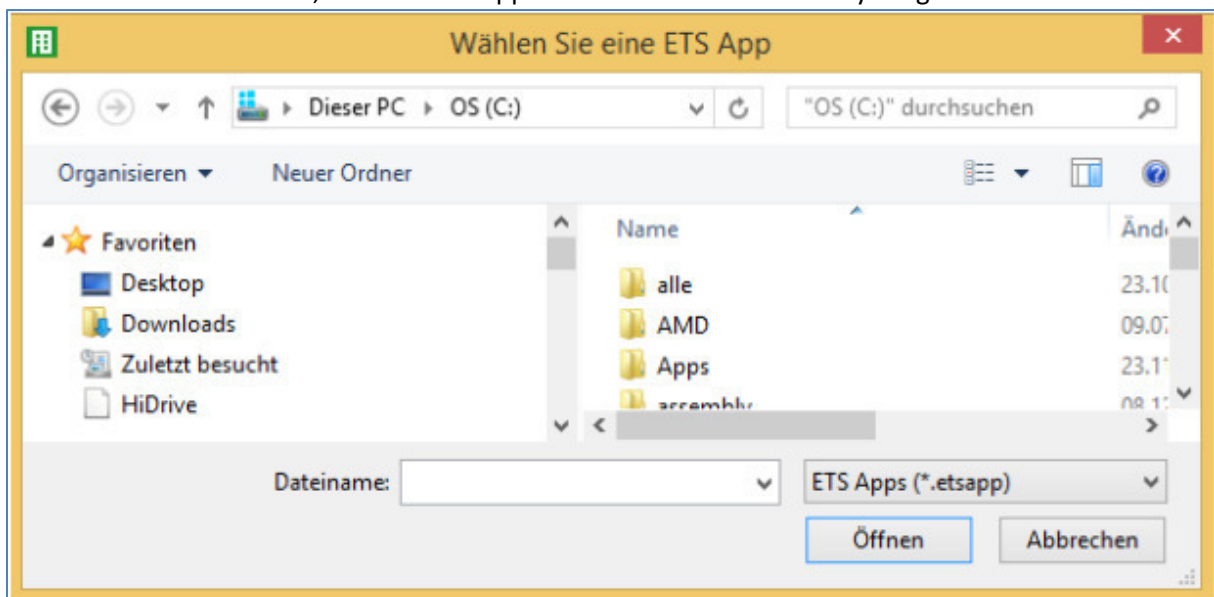 Wählen Sie eine ETS App
Dieser PC OS (C:)
"OS (C:)" durchsuchen
Organisieren Neuer Ordner
Favoriten
Desktop
Downloads
Zuletzt besucht
HiDrive
Name
alle
AMD
Apps
assembly
Dateiname:
ETS Apps (*.etsapp)
Öffnen Abbrechen